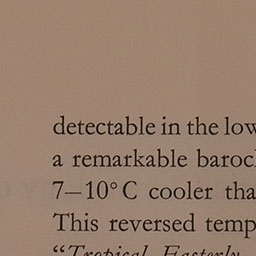 detectable in the low
a remarkable baroc
7–10° C cooler tha
This reversed temp
“Tropical Easterly